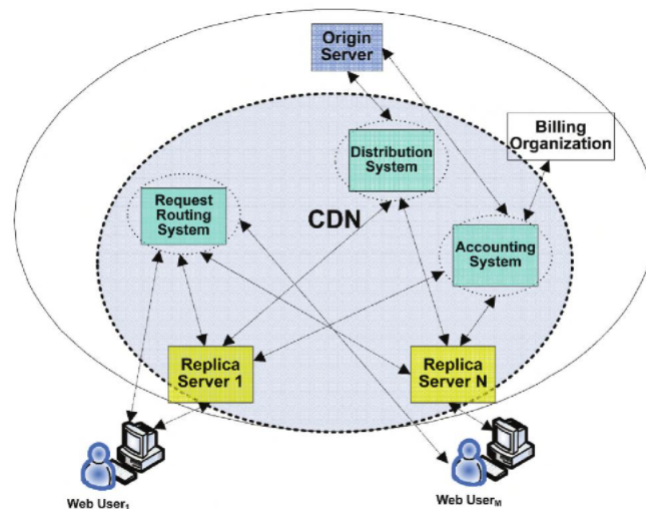 Origin
Server
Billing
Organization
Distribution
System
Request
Routing
System
CDN
Accounting
System
Replica
Server 1
Replica
Server N
Web User₁
Web Userₘ